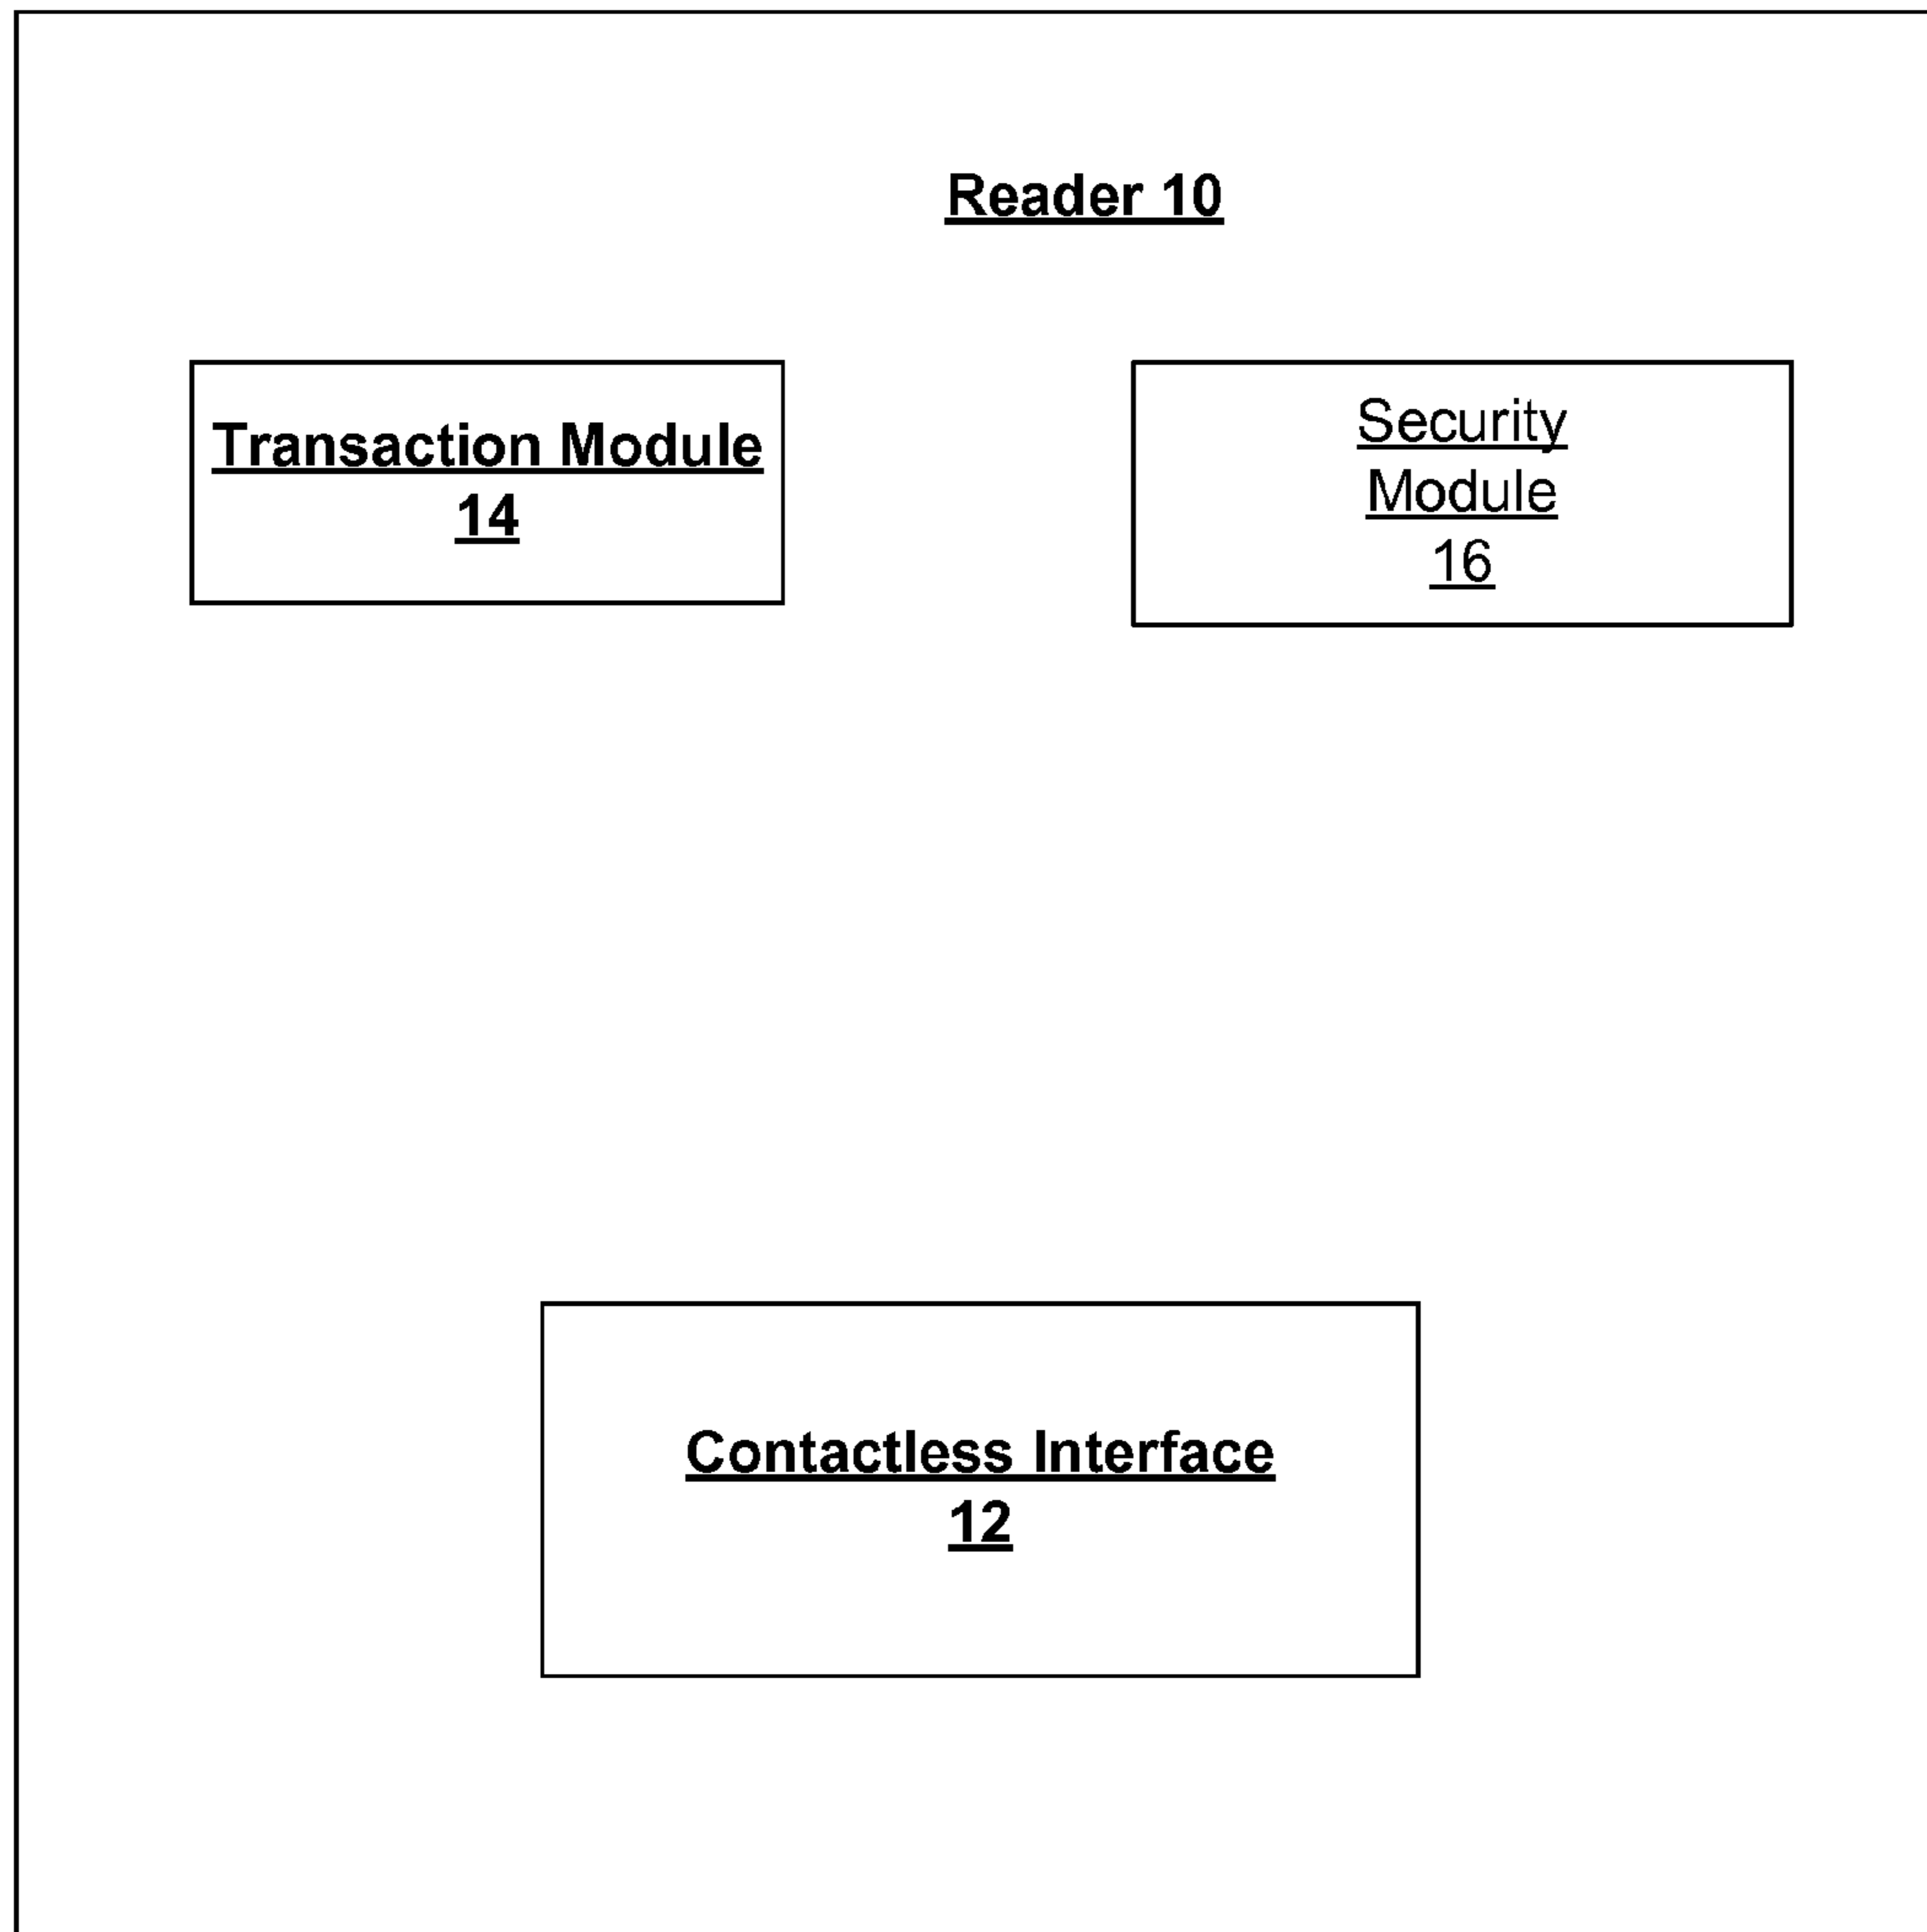 Reader 10
Transaction Module
14
Security
Module
16
Contactless Interface
12